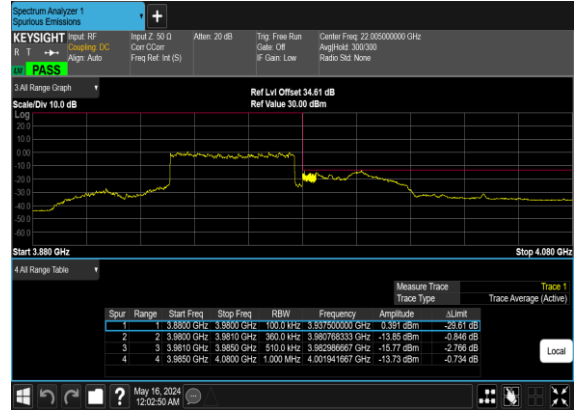 Spectrum Analyzer 1
Spurious Emissions
KEYSIGHT Input: RF Input Z: 50 Ω Atten: 20 dB Trig: Free Run Center Freq: 22.005000000 GHz
R T Coupling: DC Corr CCorr Gate: Off Avg|Hold: 300/300
Align: Auto Freq Ref: Int (S) IF Gain: Low Radio Std: None
PASS
3 All Range Graph
Ref Lvl Offset 34.61 dB
Scale/Div 10.0 dB Ref Value 30.00 dBm
Log
20.0
10.0
0.00
-10.0
-20.0
-30.0
-40.0
-50.0
-60.0
Start 3.880 GHz Stop 4.080 GHz
4 All Range Table
Measure Trace Trace 1
Trace Type Trace Average (Active)
Spur Range Start Freq Stop Freq RBW Frequency Amplitude ΔLimit
1 1 3.8800 GHz 3.9800 GHz 100.0 kHz 3.937500000 GHz 0.391 dBm -29.61 dB
2 2 3.9800 GHz 3.9810 GHz 360.0 kHz 3.980768333 GHz -13.85 dBm -0.846 dB
3 3 3.9810 GHz 3.9850 GHz 510.0 kHz 3.982986667 GHz -15.77 dBm -2.766 dB
4 4 3.9850 GHz 4.0800 GHz 1.000 MHz 4.001941667 GHz -13.73 dBm -0.734 dB
Local
May 16, 2024
12:02:50 AM